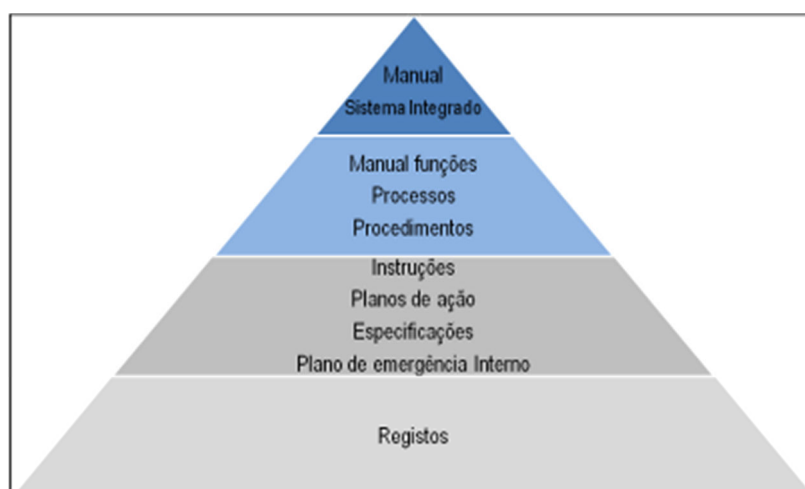 Manual
Sistema Integrado
Manual funções
Processos
Procedimentos
Instruções
Planos de ação
Especificações
Plano de emergência Interno
Registos